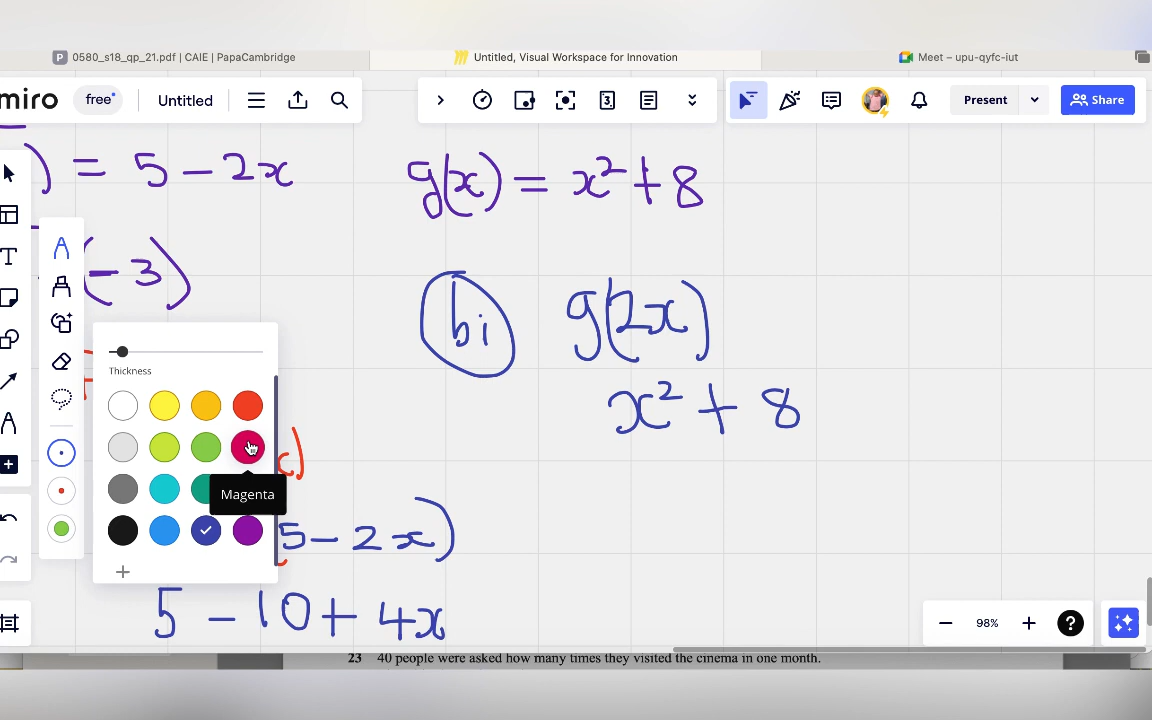 0580_s18_qp_21.pdf | CAIE | PapaCambridge
Untitled, Visual Workspace for Innovation
Meet – upu-qyfc-iut
miro
free
Untitled
Present
Share
) = 5 – 2x
g(x) = x² + 8
(– 3)
bi
g(2x)
x² + 8
Thickness
Magenta
5 – 2x)
5 – 10 + 4x
98%
23 40 people were asked how many times they visited the cinema in one month.